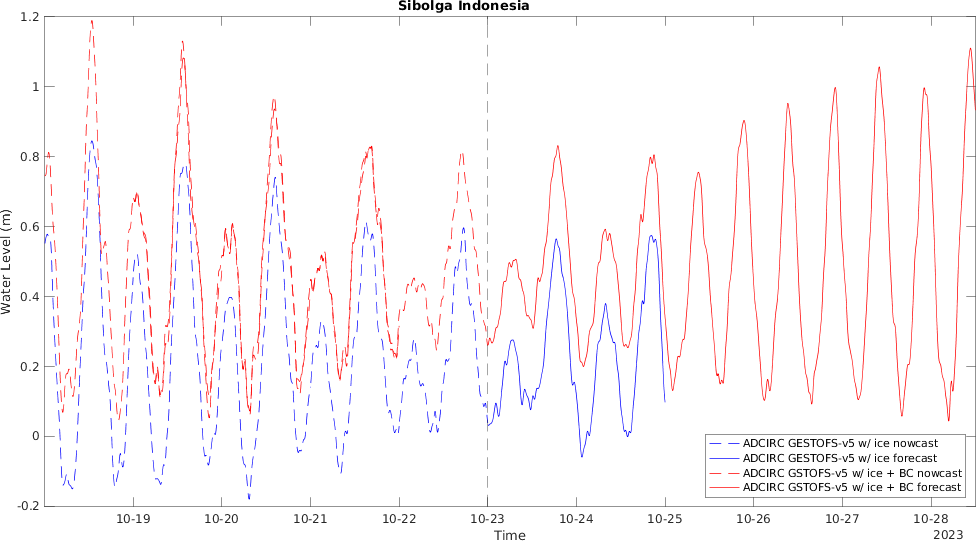 Sibolga Indonesia
1.2
1
0.8
0.6
0.4
0.2
0
-0.2
Water Level (m)
ADCIRC GESTOFS-v5 w/ ice nowcast
ADCIRC GESTOFS-v5 w/ ice forecast
ADCIRC GSTOFS-v5 w/ ice + BC nowcast
ADCIRC GSTOFS-v5 w/ ice + BC forecast
10-19 10-20 10-21 10-22 10-23 10-24 10-25 10-26 10-27 10-28
Time
2023